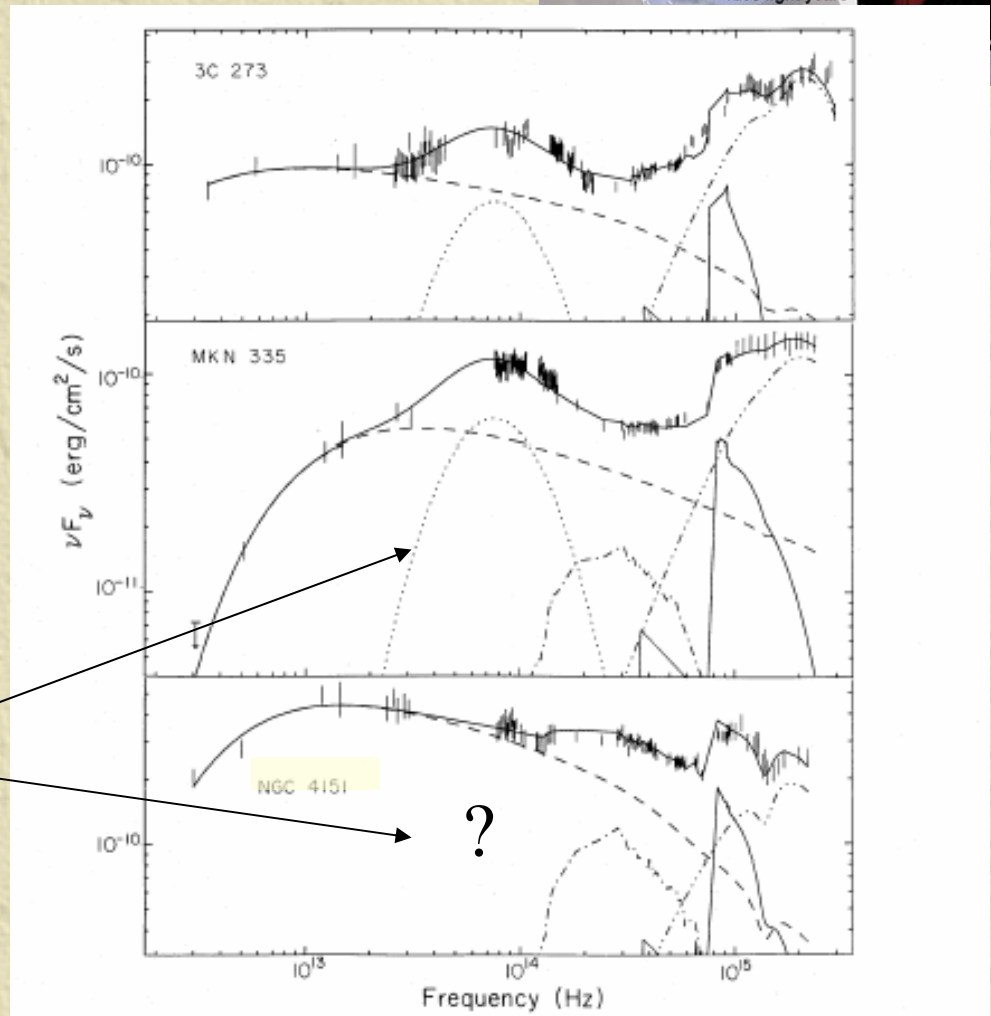 3C 273
10⁻¹⁰
MKN 335
10⁻¹⁰
10⁻¹¹
NGC 4151
?
10⁻¹⁰
νFν (erg/cm²/s)
10¹³ 10¹⁴ 10¹⁵
Frequency (Hz)